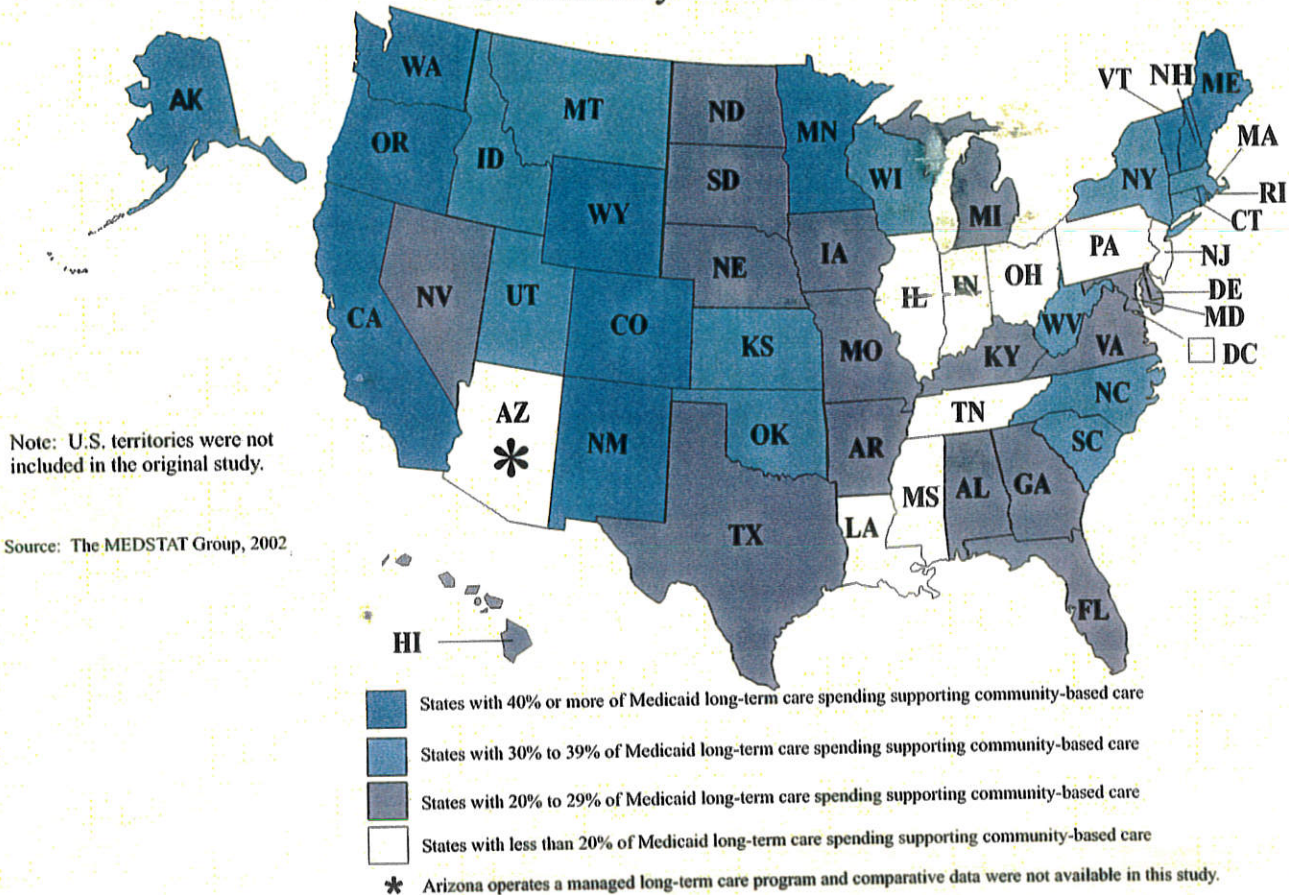 AK
WA
OR
CA
ID
NV
MT
WY
UT
AZ
*
CO
NM
ND
SD
NE
KS
OK
TX
MN
IA
MO
AR
LA
WI
IL
MI
IN
OH
KY
TN
MS
AL
GA
FL
SC
NC
VA
WV
PA
NY
VT
NH
ME
MA
RI
CT
NJ
DE
MD
DC
HI
Note: U.S. territories were not
included in the original study.
Source: The MEDSTAT Group, 2002
States with 40% or more of Medicaid long-term care spending supporting community-based care
States with 30% to 39% of Medicaid long-term care spending supporting community-based care
States with 20% to 29% of Medicaid long-term care spending supporting community-based care
States with less than 20% of Medicaid long-term care spending supporting community-based care
* Arizona operates a managed long-term care program and comparative data were not available in this study.